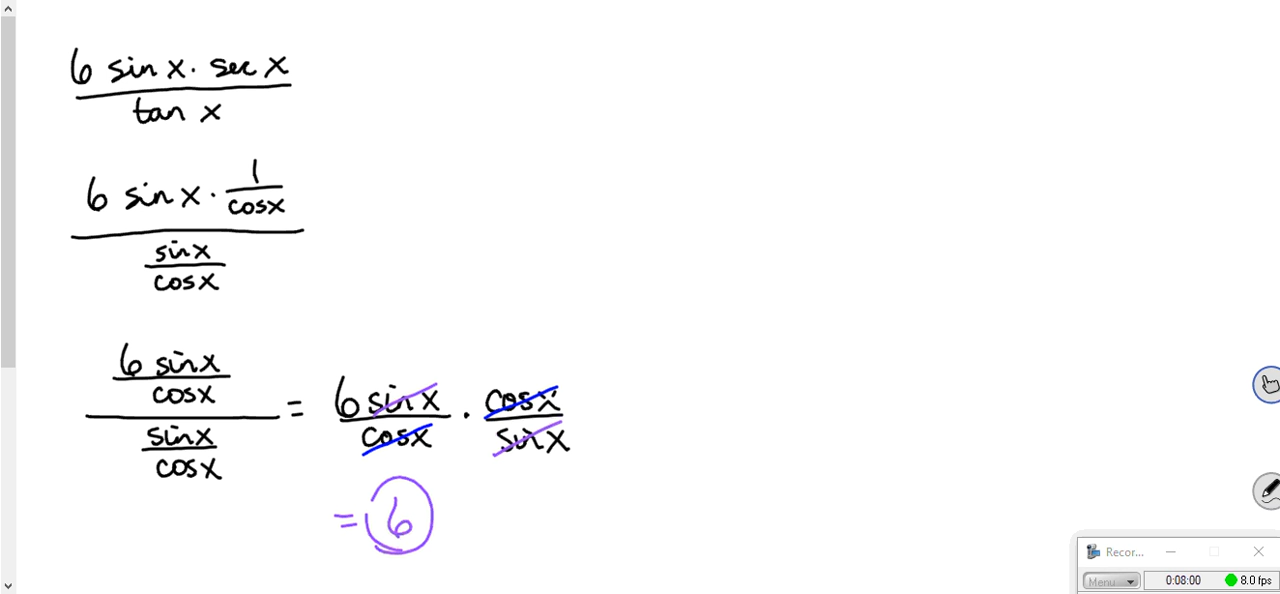 6 sin x · sec x
tan x
6 sin x · 1
cos x
sin x
cos x
6 sin x
cos x
sin x
cos x
= 6 sin x
cos x
· cos x
sin x
= 6
Recor...
Menu
0:08:00
8.0 fps